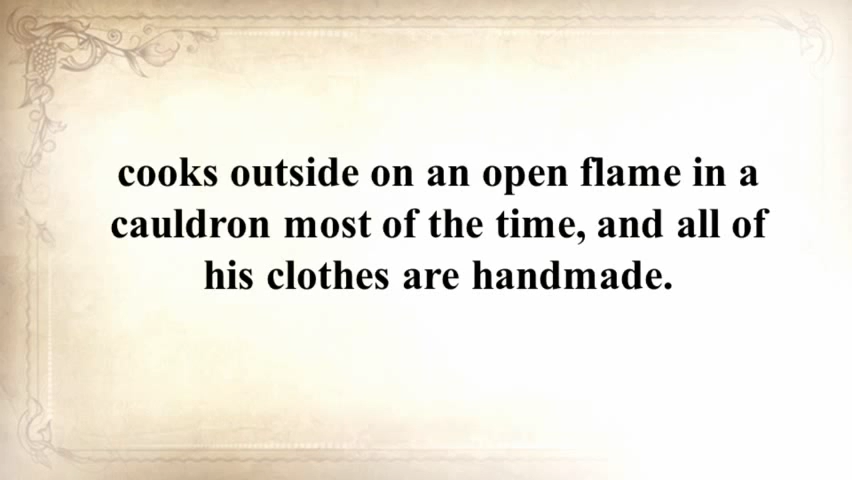 cooks outside on an open flame in a
cauldron most of the time, and all of
his clothes are handmade.